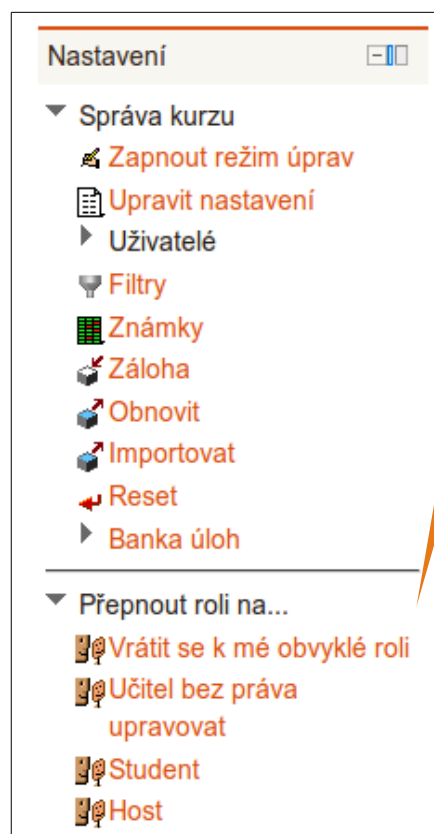 Nastavení
Správa kurzu
Zapnout režim úprav
Upravit nastavení
Uživatelé
Filtry
Známky
Záloha
Obnovit
Importovat
Reset
Banka úloh
Přepnout roli na...
Vrátit se k mé obvyklé roli
Učitel bez práva
upravovat
Student
Host